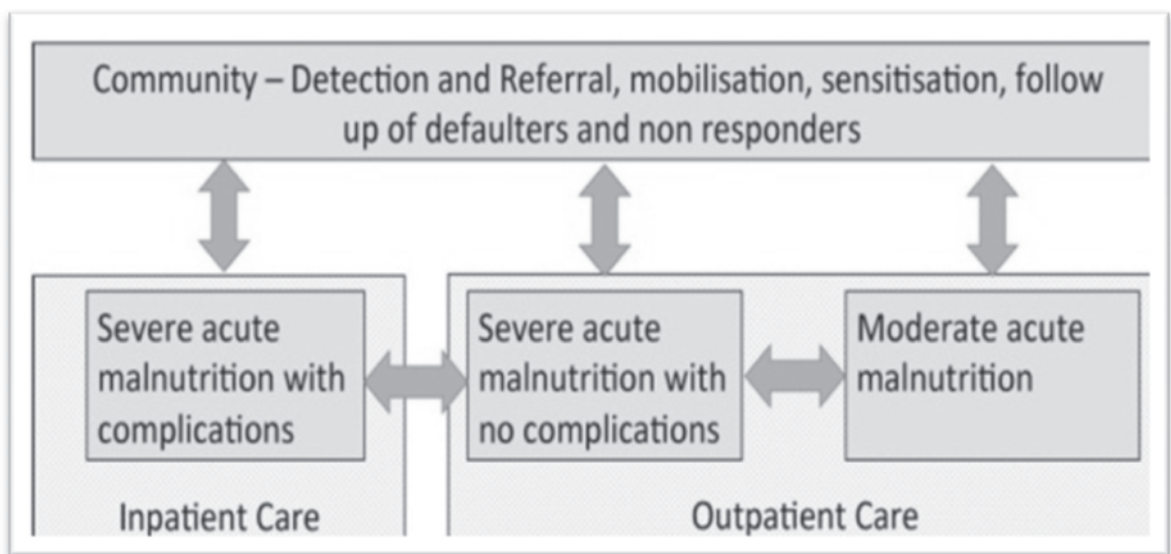 Community – Detection and Referral, mobilisation, sensitisation, follow
up of defaulters and non responders
Severe acute
malnutrition with
complications
Severe acute
malnutrition with
no complications
Moderate acute
malnutrition
Inpatient Care
Outpatient Care